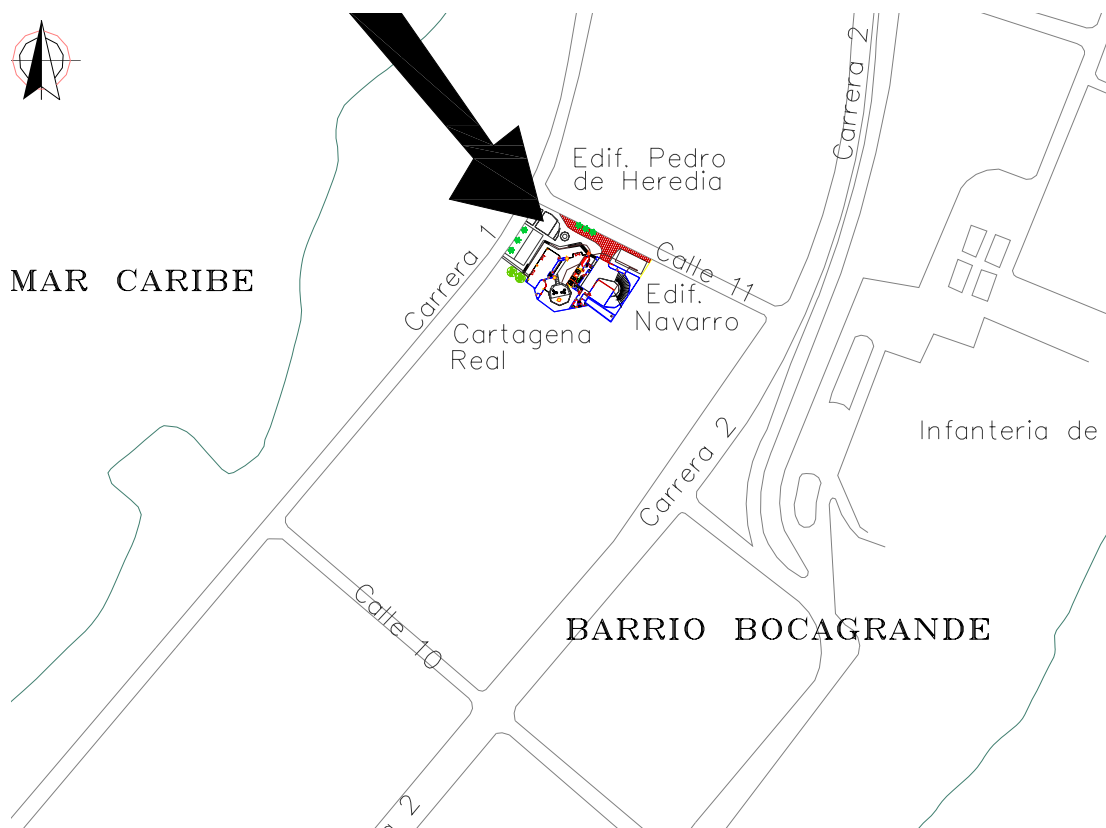 Carrera 2
Edif. Pedro
de Heredia
Carrera 1
Calle 11
MAR CARIBE
Edif.
Navarro
Cartagena
Real
Infanteria de
Carrera 2
Calle 10
BARRIO BOCAGRANDE
a 2